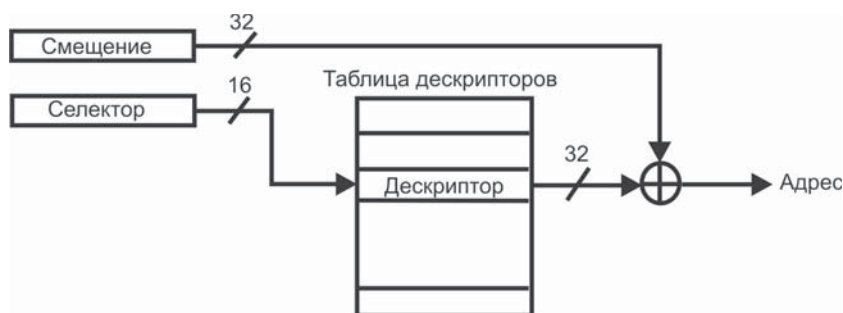 32
Смещение
Таблица дескрипторов
16
Селектор
32
Дескриптор
Адрес